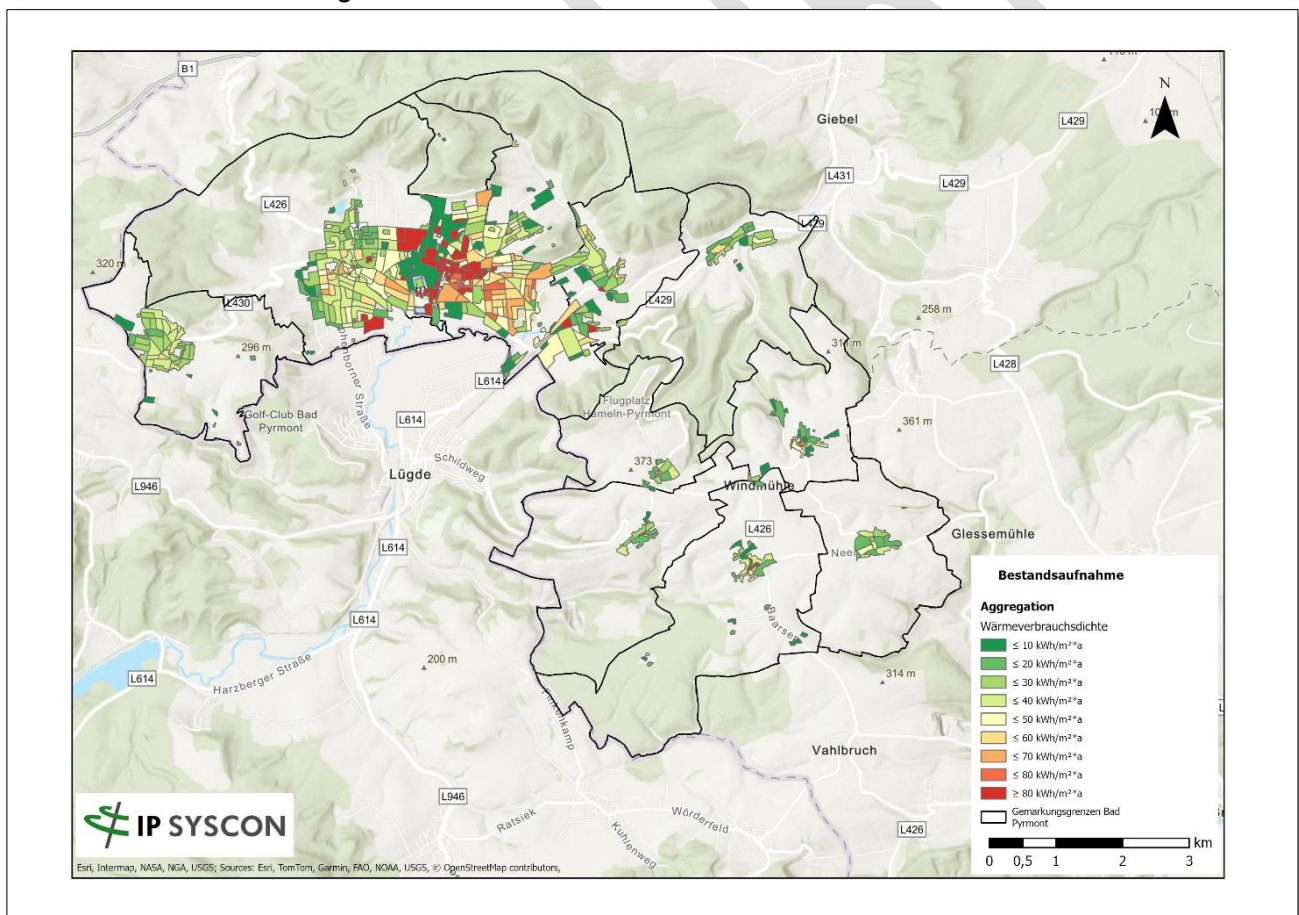 B1
N
Giebel
L429
L431
L429
L426
L429
320 m
L430
L429
258 m
296 m
L428
L614
Golf-Club Bad
Pyrmont
Flugplatz
Hameln-Pyrmont
L614
361 m
Schildweg
Lügde
373
L946
Windmühle
L426
Glessemühle
L614
Bestandsaufnahme
Aggregation
Wärmeverbrauchsdichte
≤ 10 kWh/m²*a
≤ 20 kWh/m²*a
≤ 30 kWh/m²*a
≤ 40 kWh/m²*a
≤ 50 kWh/m²*a
≤ 60 kWh/m²*a
≤ 70 kWh/m²*a
≤ 80 kWh/m²*a
≥ 80 kWh/m²*a
Gemarkungsgrenzen Bad
Pyrmont
L614
200 m
314 m
L614
Harzberger Straße
Vahlbruch
L946
Ratsiek
Wörderfeld
Kuhlenweg
L426
IP SYSCON
km
0 0,5 1 2 3
Esri, Intermap, NASA, NGA, USGS; Sources: Esri, TomTom, Garmin, FAO, NOAA, USGS, © OpenStreetMap contributors,